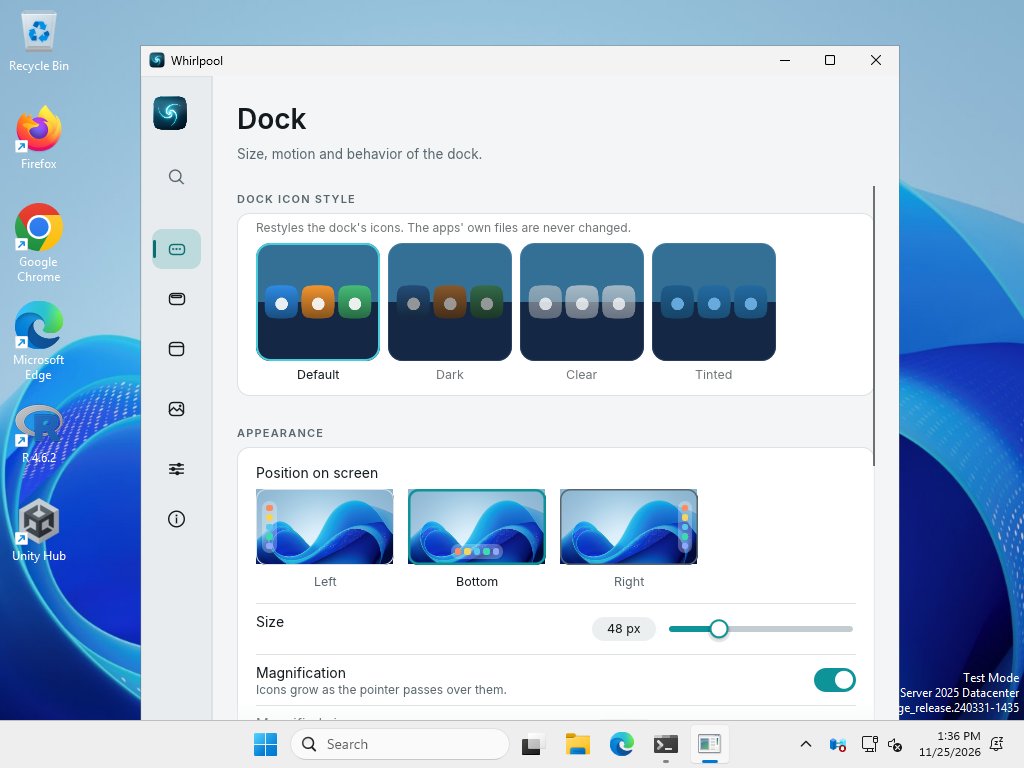 Recycle Bin
Firefox
Google
Chrome
Microsoft
Edge
R 4.6.2
Unity Hub
Whirlpool
Dock
Size, motion and behavior of the dock.
DOCK ICON STYLE
Restyles the dock's icons. The apps' own files are never changed.
Default
Dark
Clear
Tinted
APPEARANCE
Position on screen
Left
Bottom
Right
Size
48 px
Magnification
Icons grow as the pointer passes over them.
Test Mode
Server 2025 Datacenter
ge_release.240331-1435
Search
1:36 PM
11/25/2026